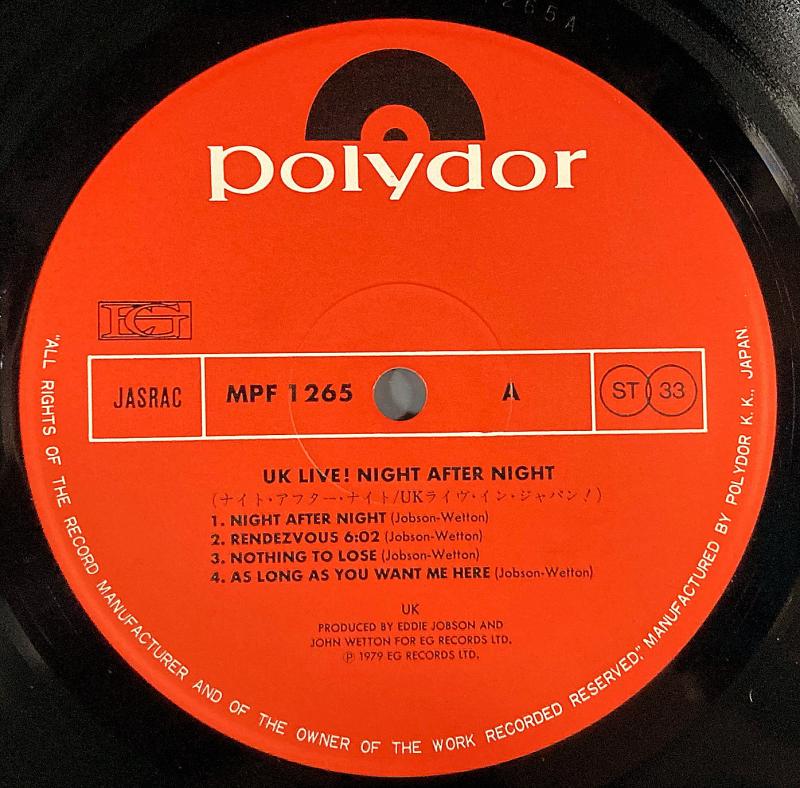 265A
polydor
EG
JASRAC MPF 1265 A ST 33
UK LIVE! NIGHT AFTER NIGHT
(ナイト・アフター・ナイト/UKライヴ・イン・ジャパン!)
1. NIGHT AFTER NIGHT (Jobson-Wetton)
2. RENDEZVOUS 6:02 (Jobson-Wetton)
3. NOTHING TO LOSE (Jobson-Wetton)
4. AS LONG AS YOU WANT ME HERE (Jobson-Wetton)
UK
PRODUCED BY EDDIE JOBSON AND
JOHN WETTON FOR EG RECORDS LTD.
Ⓟ 1979 EG RECORDS LTD.
"ALL RIGHTS OF THE RECORD MANUFACTURER AND OF THE OWNER OF THE WORK RECORDED RESERVED," MANUFACTURED BY POLYDOR K.K., JAPAN